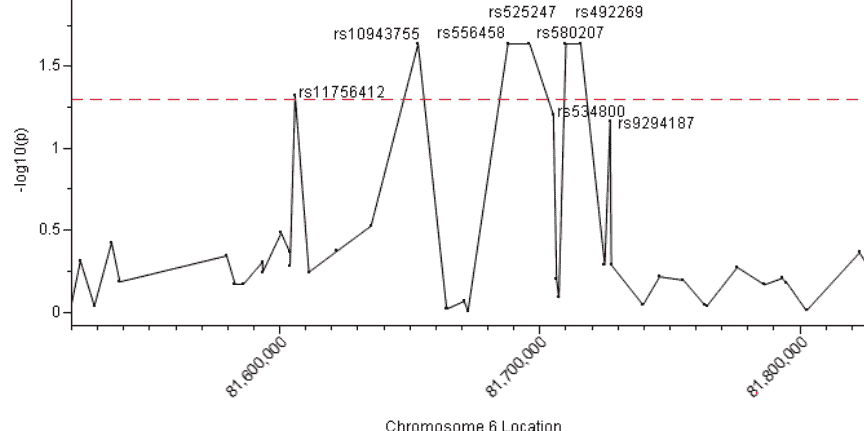 rs525247 rs492269
rs10943755 rs556458 rs580207
1.5
rs11756412
rs534800
rs9294187
1
-log10(p)
0.5
0
81,600,000 81,700,000 81,800,000
Chromosome 6 Location